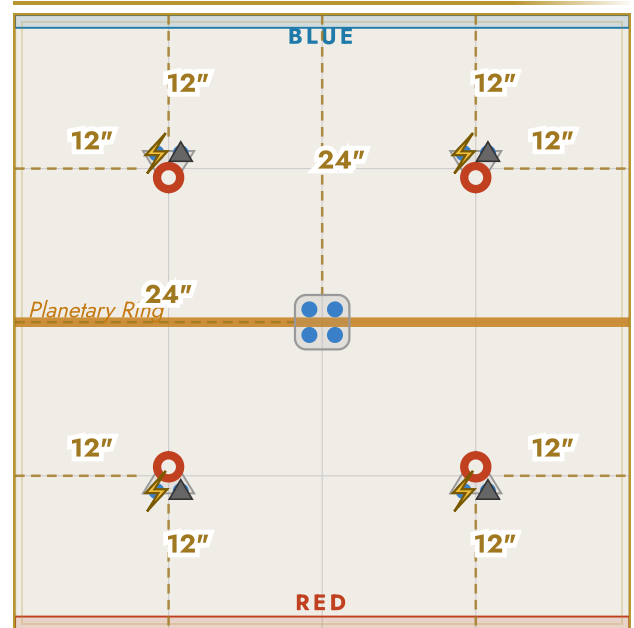 BLUE
12″ 12″
12″ 24″ 12″
24″
Planetary Ring
12″ 12″
12″ 12″
RED